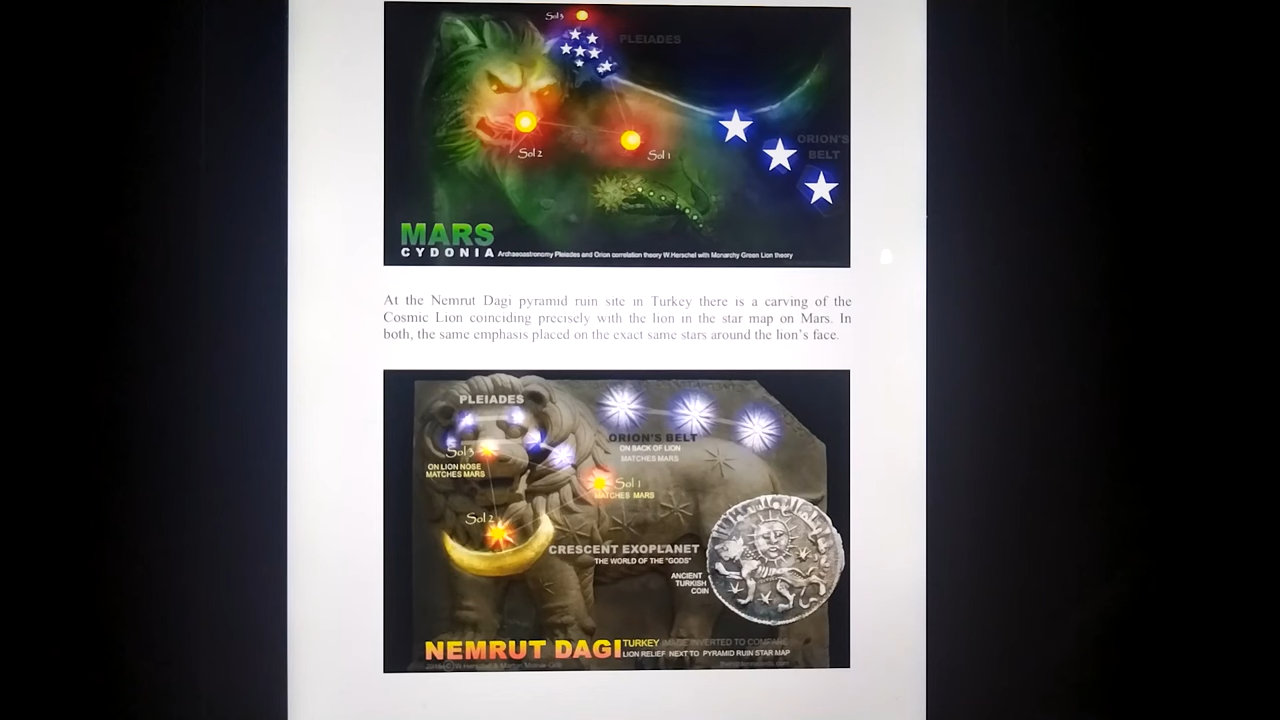 Sol 3
PLEIADES
Sol 2
Sol 1
ORION'S
BELT
MARS
CYDONIA Archaeoastronomy Pleiades and Orion correlation theory W.Herschel with Monarchy Green Lion theory
At the Nemrut Dagi pyramid ruin site in Turkey there is a carving of the
Cosmic Lion coinciding precisely with the lion in the star map on Mars. In
both, the same emphasis placed on the exact same stars around the lion's face.
PLEIADES
ORION'S BELT
ON BACK OF LION
MATCHES MARS
Sol 3
ON LION NOSE
MATCHES MARS
Sol 1
MATCHES MARS
Sol 2
CRESCENT EXOPLANET
THE WORLD OF THE "GODS"
ANCIENT
TURKISH
COIN
NEMRUT DAGI TURKEY IMAGE INVERTED TO COMPARE
LION RELIEF NEXT TO PYRAMID RUIN STAR MAP